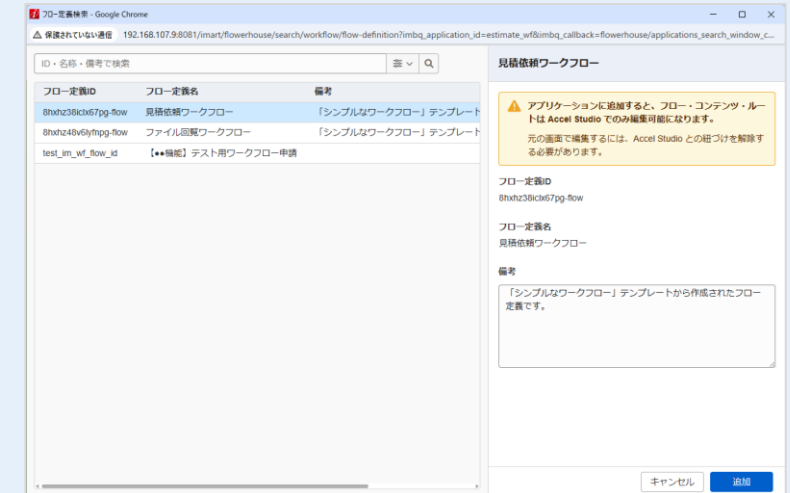 フロー定義検索 - Google Chrome
保護されていない通信 192.168.107.9:8081/imart/flowerhouse/search/workflow/flow-definition?imbq_application_id=estimate_wf&imbq_callback=flowerhouse/applications_search_window_c...
ID・名称・備考で検索
フロー定義ID フロー定義名 備考
8hxhz38iclx67pg-flow 見積依頼ワークフロー 「シンプルなワークフロー」テンプレート
8hxhz48v6lyfnpg-flow ファイル回覧ワークフロー 「シンプルなワークフロー」テンプレート
test_im_wf_flow_id 【●●機能】テスト用ワークフロー申請
見積依頼ワークフロー
アプリケーションに追加すると、フロー・コンテンツ・ルー
トは Accel Studio でのみ編集可能になります。
元の画面で編集するには、Accel Studio との紐づけを解除す
る必要があります。
フロー定義ID
8hxhz38iclx67pg-flow
フロー定義名
見積依頼ワークフロー
備考
「シンプルなワークフロー」テンプレートから作成されたフロー
定義です。
キャンセル 追加